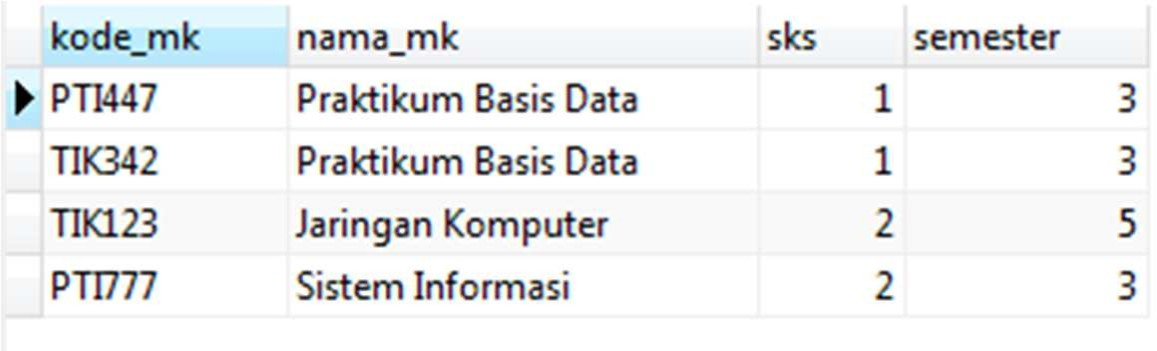 kode_mk nama_mk sks semester
PTI447 Praktikum Basis Data 1 3
TIK342 Praktikum Basis Data 1 3
TIK123 Jaringan Komputer 2 5
PTI777 Sistem Informasi 2 3